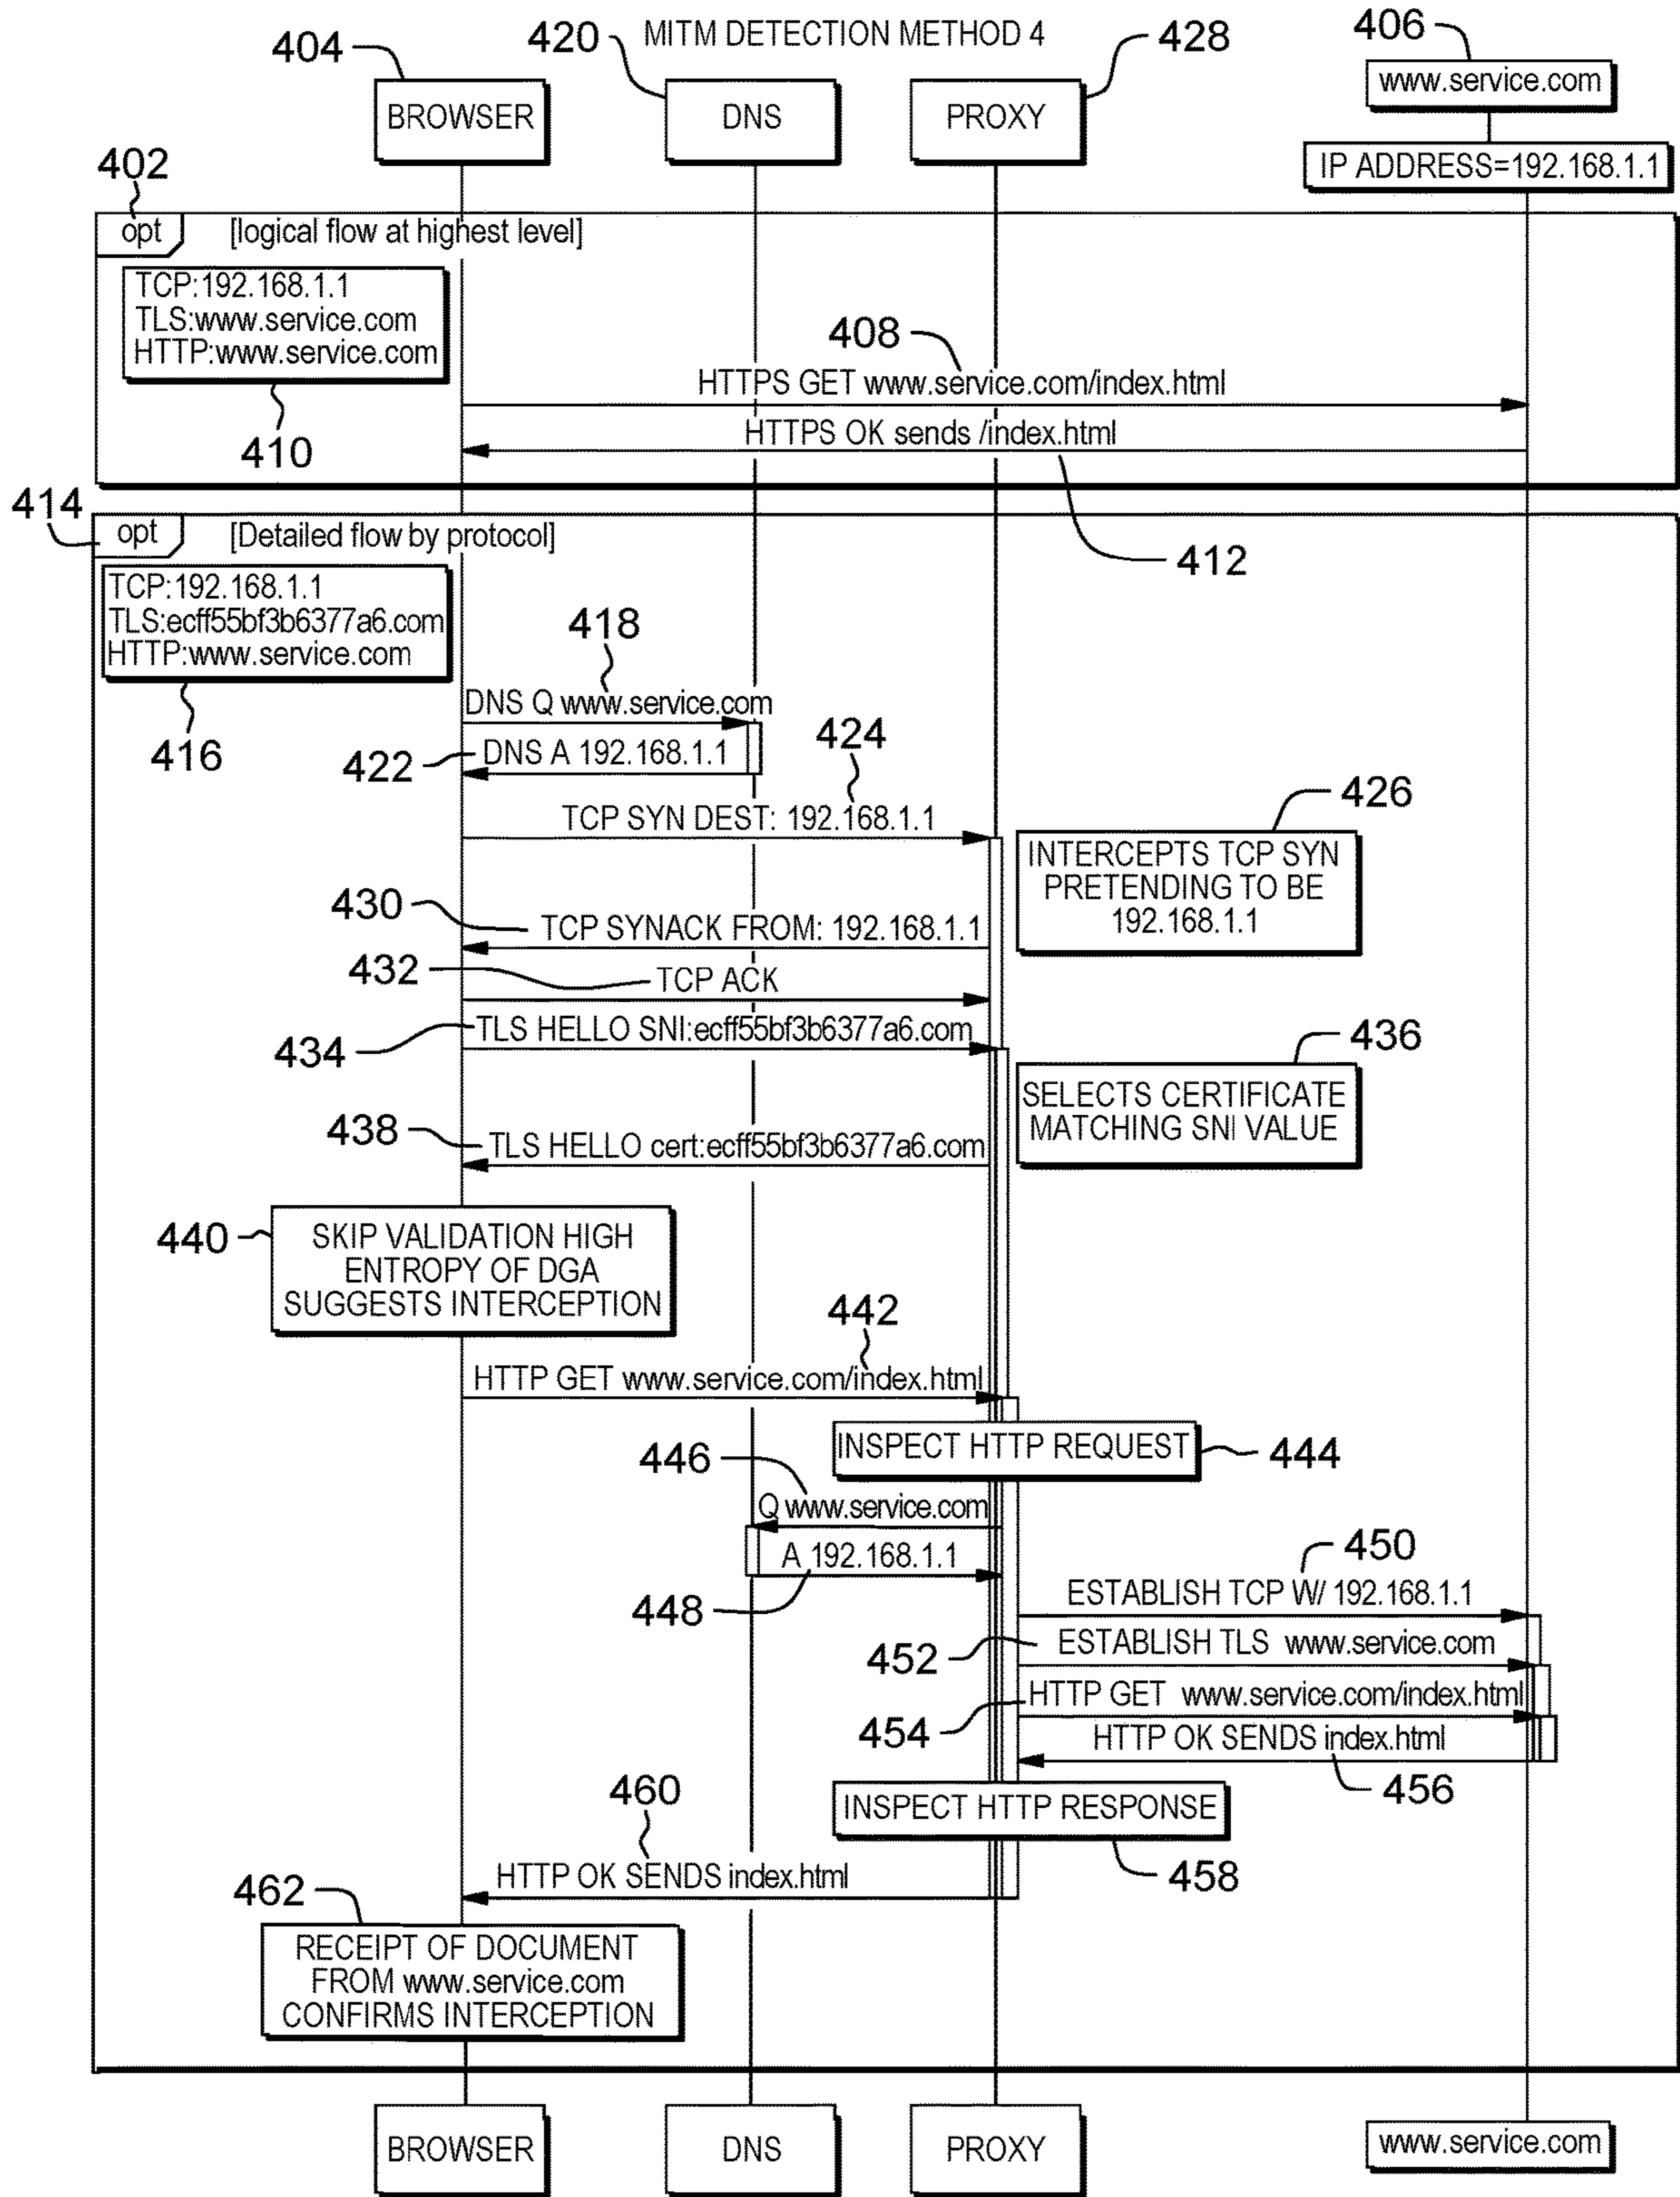 MITM DETECTION METHOD 4
404
420
428
406
BROWSER
DNS
PROXY
www.service.com
IP ADDRESS=192.168.1.1
402
opt
[logical flow at highest level]
TCP:192.168.1.1
TLS:www.service.com
HTTP:www.service.com
410
408
HTTPS GET www.service.com/index.html
HTTPS OK sends /index.html
412
414
opt
[Detailed flow by protocol]
TCP:192.168.1.1
TLS:ecff55bf3b6377a6.com
HTTP:www.service.com
416
418
DNS Q www.service.com
422
DNS A 192.168.1.1
424
TCP SYN DEST: 192.168.1.1
426
INTERCEPTS TCP SYN
PRETENDING TO BE
192.168.1.1
430
TCP SYNACK FROM: 192.168.1.1
432
TCP ACK
434
TLS HELLO SNI:ecff55bf3b6377a6.com
436
SELECTS CERTIFICATE
MATCHING SNI VALUE
438
TLS HELLO cert:ecff55bf3b6377a6.com
440
SKIP VALIDATION HIGH
ENTROPY OF DGA
SUGGESTS INTERCEPTION
442
HTTP GET www.service.com/index.html
INSPECT HTTP REQUEST
444
446
Q www.service.com
A 192.168.1.1
448
450
ESTABLISH TCP W/ 192.168.1.1
452
ESTABLISH TLS www.service.com
454
HTTP GET www.service.com/index.html
HTTP OK SENDS index.html
456
INSPECT HTTP RESPONSE
458
460
HTTP OK SENDS index.html
462
RECEIPT OF DOCUMENT
FROM www.service.com
CONFIRMS INTERCEPTION
BROWSER
DNS
PROXY
www.service.com